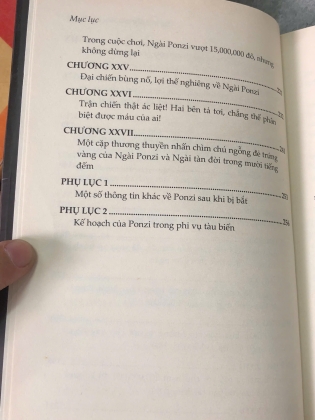 Mục lục
Trong cuộc chơi, Ngài Ponzi vượt 15,000,000 đô, nhưng
không dừng lại
CHƯƠNG XXV
Đại chiến bùng nổ, lợi thế nghiêng về Ngài Ponzi
CHƯƠNG XXVI
Trận chiến thật ác liệt! Hai bên tả tơi, chẳng thể phân
biệt được máu của ai!
CHƯƠNG XXVII
Một cặp thương thuyền nhấn chìm chú ngỗng đẻ trứng
vàng của Ngài Ponzi và Ngài tàn đời trong mười tiếng
đếm
PHỤ LỤC 1
Một số thông tin khác về Ponzi sau khi bị bắt
PHỤ LỤC 2
Kế hoạch của Ponzi trong phi vụ tàu biển